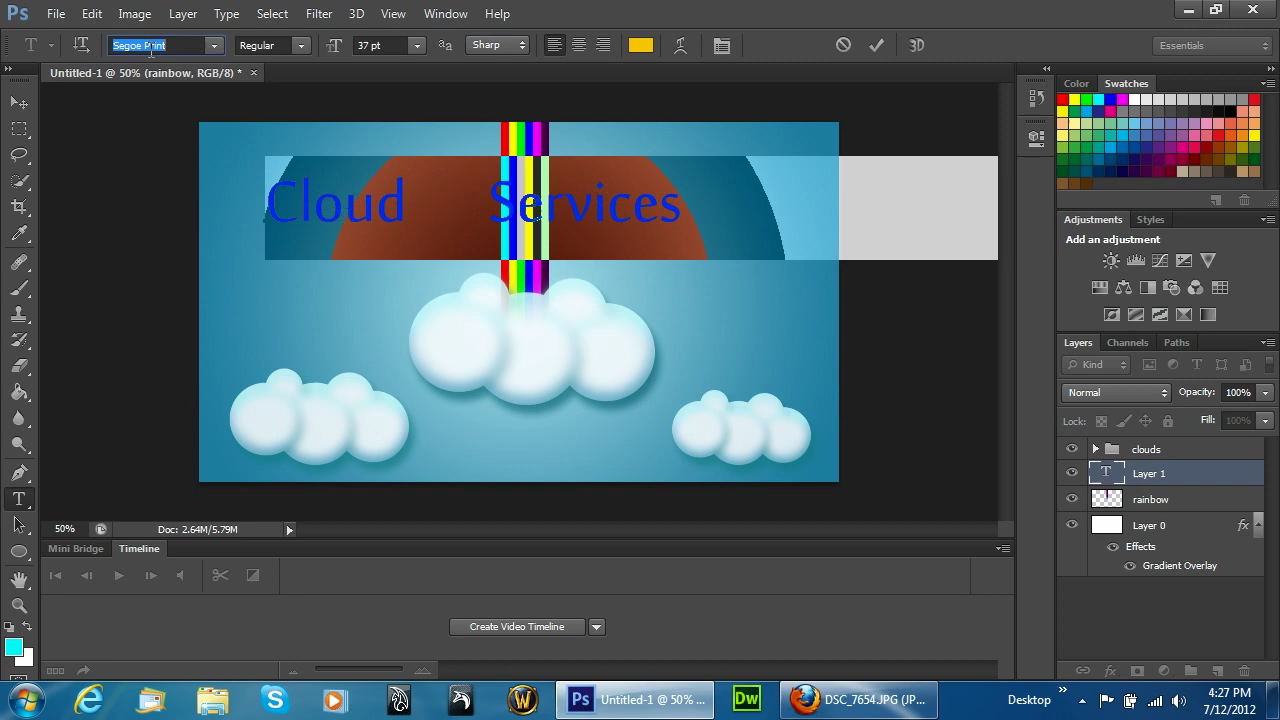 Ps File Edit Image Layer Type Select Filter 3D View Window Help
T Segoe Print Regular 37 pt aa Sharp 3D Essentials
Untitled-1 @ 50% (rainbow, RGB/8) * ×
Color Swatches
Cloud Services
Adjustments Styles
Add an adjustment
Layers Channels Paths
Kind
Normal Opacity: 100%
Lock: Fill: 100%
clouds
T Layer 1
rainbow
Layer 0 fx
Effects
Gradient Overlay
50% Doc: 2.64M/5.79M
Mini Bridge Timeline
Create Video Timeline
Ps Untitled-1 @ 50% ... Dw DSC_7654.JPG (JP... Desktop
4:27 PM
7/12/2012